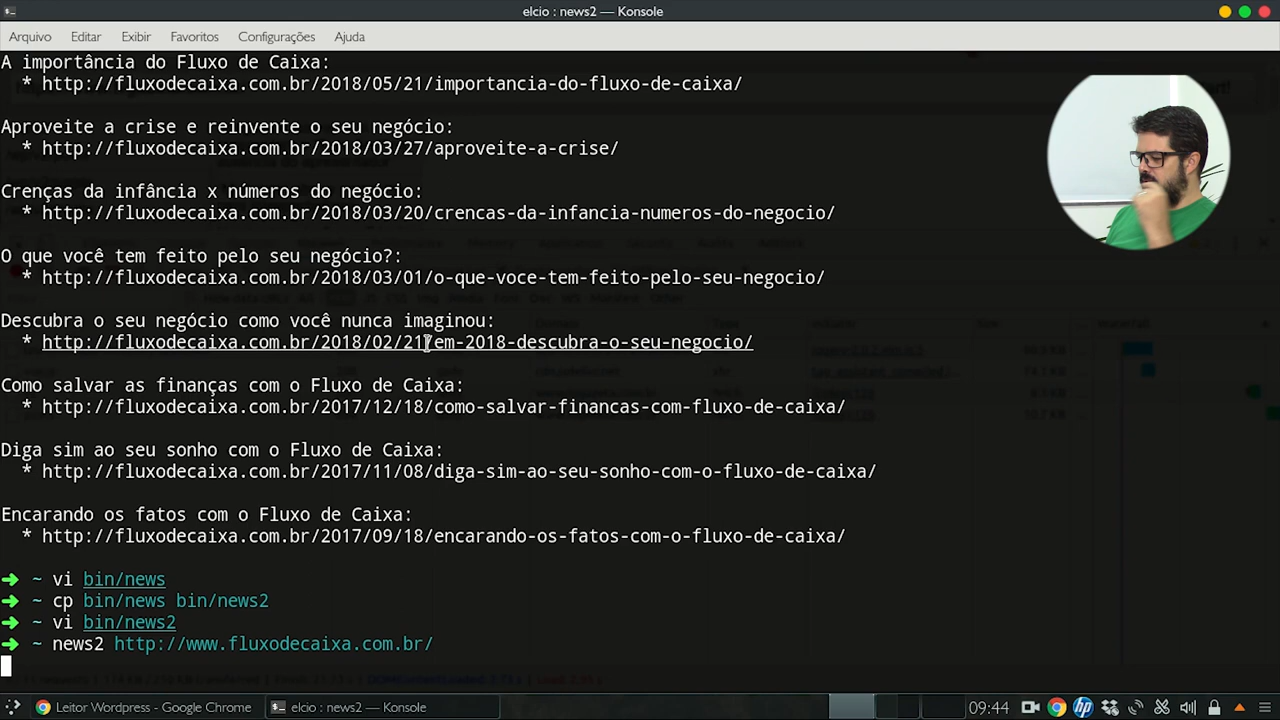 elcio : news2 — Konsole
Arquivo Editar Exibir Favoritos Configurações Ajuda
A importância do Fluxo de Caixa:
* http://fluxodecaixa.com.br/2018/05/21/importancia-do-fluxo-de-caixa/
Aproveite a crise e reinvente o seu negócio:
* http://fluxodecaixa.com.br/2018/03/27/aproveite-a-crise/
Crenças da infância x números do negócio:
* http://fluxodecaixa.com.br/2018/03/20/crencas-da-infancia-numeros-do-negocio/
O que você tem feito pelo seu negócio?:
* http://fluxodecaixa.com.br/2018/03/01/o-que-voce-tem-feito-pelo-seu-negocio/
Descubra o seu negócio como você nunca imaginou:
* http://fluxodecaixa.com.br/2018/02/21/em-2018-descubra-o-seu-negocio/
Como salvar as finanças com o Fluxo de Caixa:
* http://fluxodecaixa.com.br/2017/12/18/como-salvar-financas-com-fluxo-de-caixa/
Diga sim ao seu sonho com o Fluxo de Caixa:
* http://fluxodecaixa.com.br/2017/11/08/diga-sim-ao-seu-sonho-com-o-fluxo-de-caixa/
Encarando os fatos com o Fluxo de Caixa:
* http://fluxodecaixa.com.br/2017/09/18/encarando-os-fatos-com-o-fluxo-de-caixa/
➜ ~ vi bin/news
➜ ~ cp bin/news bin/news2
➜ ~ vi bin/news2
➜ ~ news2 http://www.fluxodecaixa.com.br/
Leitor Wordpress - Google Chrome
elcio : news2 — Konsole
09:44